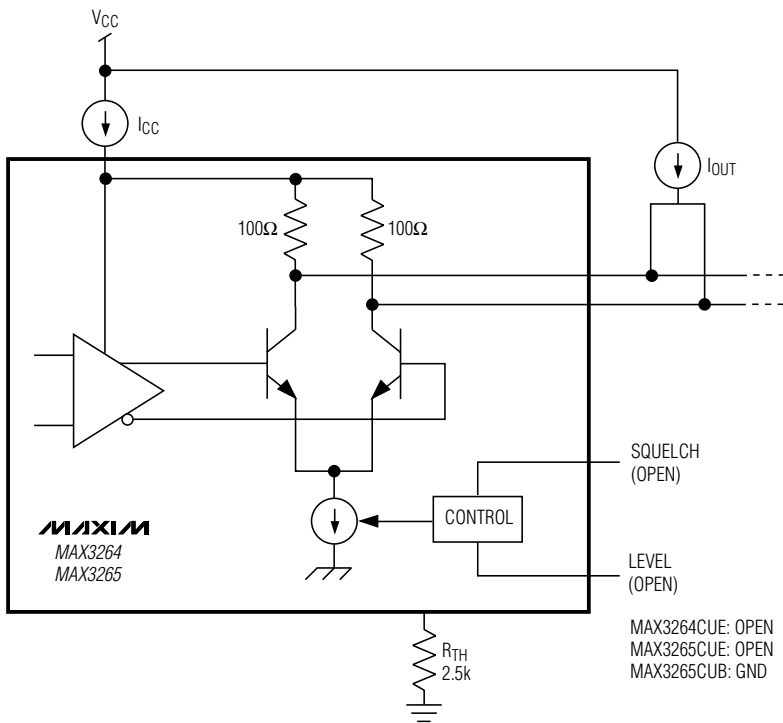 VCC
ICC
IOUT
100Ω
100Ω
SQUELCH
(OPEN)
CONTROL
MAXIM
MAX3264
MAX3265
LEVEL
(OPEN)
RTH
2.5k
MAX3264CUE: OPEN
MAX3265CUE: OPEN
MAX3265CUB: GND